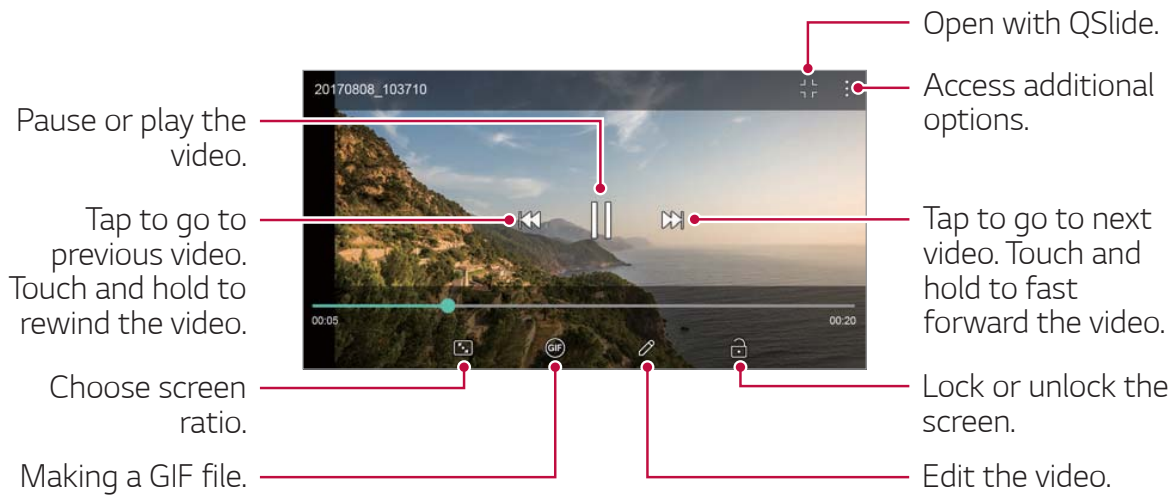 Open with QSlide.
Access additional
options.
20170808_103710
Pause or play the
video.
Tap to go to
previous video.
Touch and hold to
rewind the video.
Tap to go to next
video. Touch and
hold to fast
forward the video.
00:05
00:20
GIF
Choose screen
ratio.
Lock or unlock the
screen.
Making a GIF file.
Edit the video.